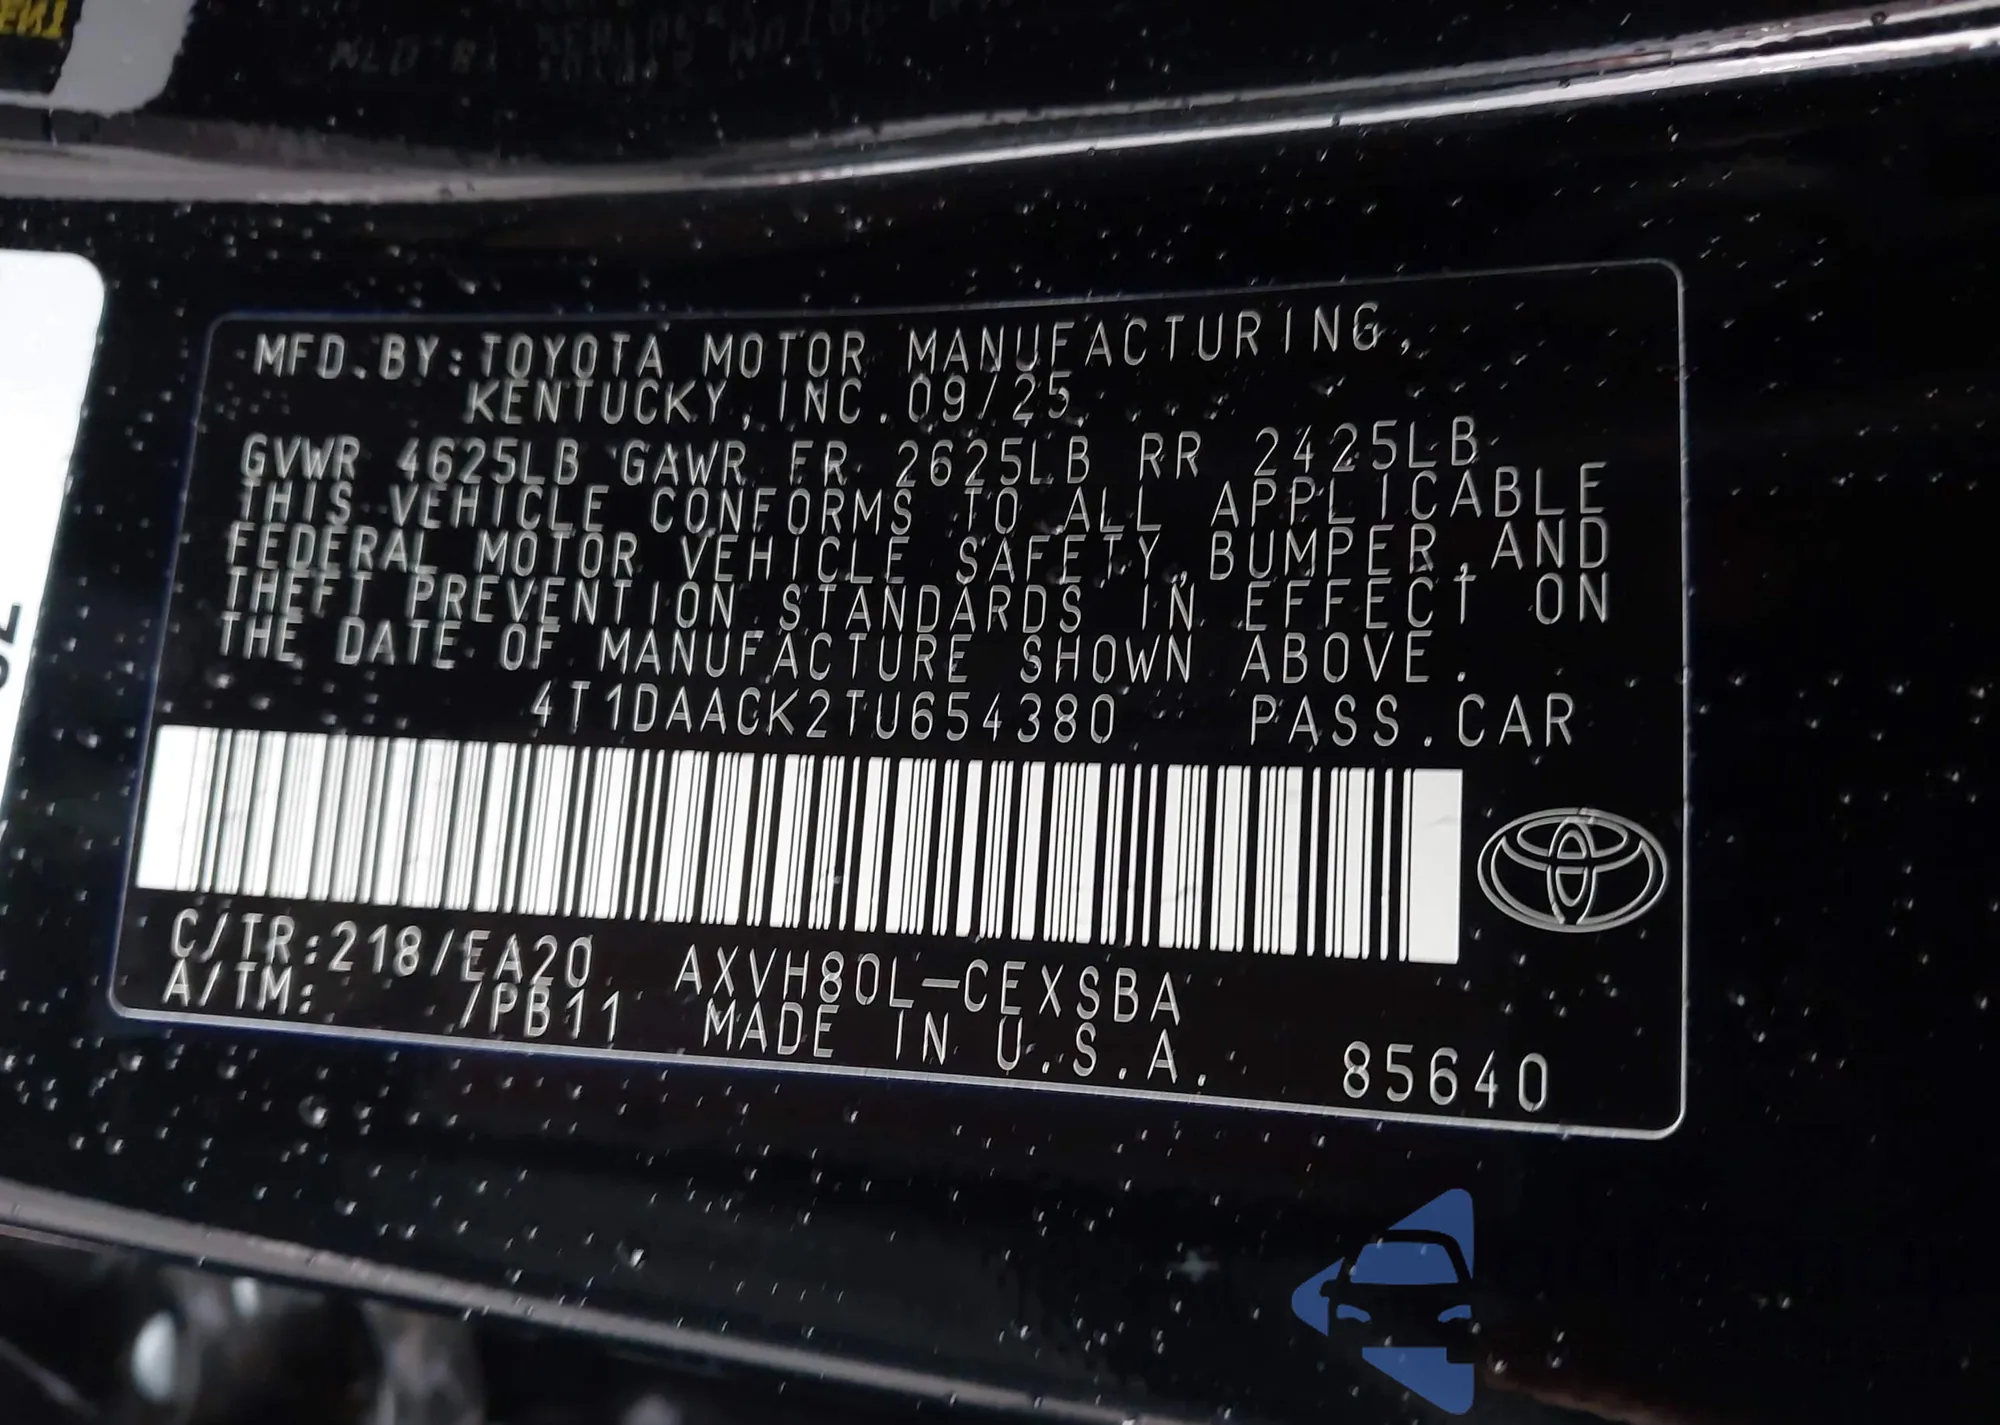 MFD.BY:TOYOTA MOTOR MANUFACTURING,
KENTUCKY, INC. 09/25
GVWR 4625LB GAWR FR 2625LB RR 2425LB
THIS VEHICLE CONFORMS TO ALL APPLICABLE
FEDERAL MOTOR VEHICLE SAFETY, BUMPER, AND
THEFT PREVENTION STANDARDS IN EFFECT ON
THE DATE OF MANUFACTURE SHOWN ABOVE.
4T1DAACK2TU654380 PASS.CAR
C/TR:218/EA20 AXVH80L-CEXSBA
A/TM: /PB11 MADE IN U.S.A. 85640